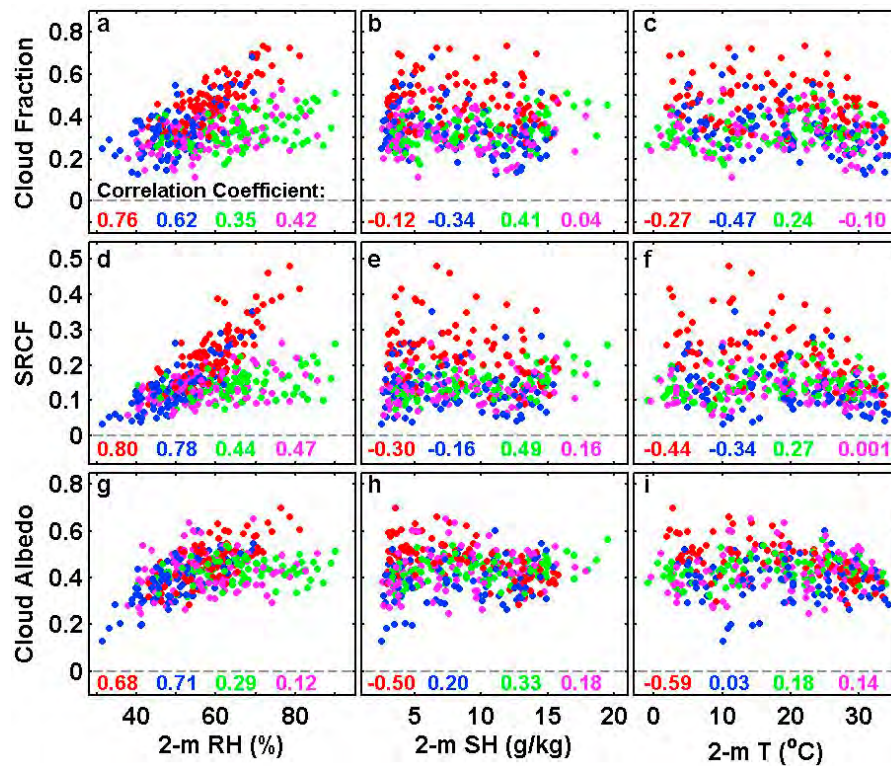 0.8 a b c
0.6
0.4
0.2
0
Cloud Fraction
Correlation Coefficient:
0.76 0.62 0.35 0.42 -0.12 -0.34 0.41 0.04 -0.27 -0.47 0.24 -0.10
0.5 d e f
0.4
0.3
0.2
0.1
0
SRCF
0.80 0.78 0.44 0.47 -0.30 -0.16 0.49 0.16 -0.44 -0.34 0.27 0.001
0.8 g h i
0.6
0.4
0.2
0
Cloud Albedo
0.68 0.71 0.29 0.12 -0.50 0.20 0.33 0.18 -0.59 0.03 0.18 0.14
40 60 80 5 10 15 20 0 10 20 30
2-m RH (%) 2-m SH (g/kg) 2-m T (°C)